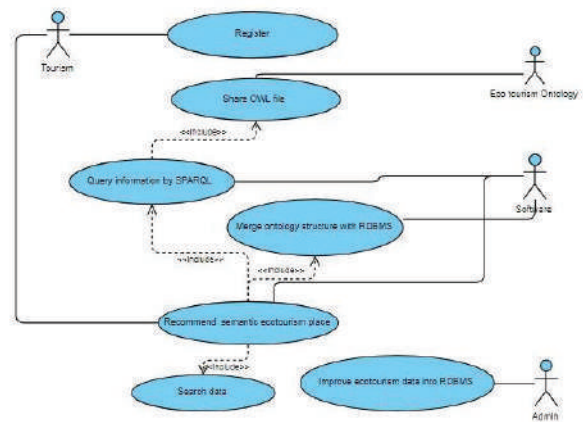 Register
Tourism
Share OWL file
Eco tourism Ontology
<<Include>>
Query information by SPARQL
Software
Merge ontology structure with RDBMS
<<Include>>
<<Include>>
Recommend semantic ecotourism place
<<Include>>
Search data
Improve ecotourism data into RDBMS
Admin